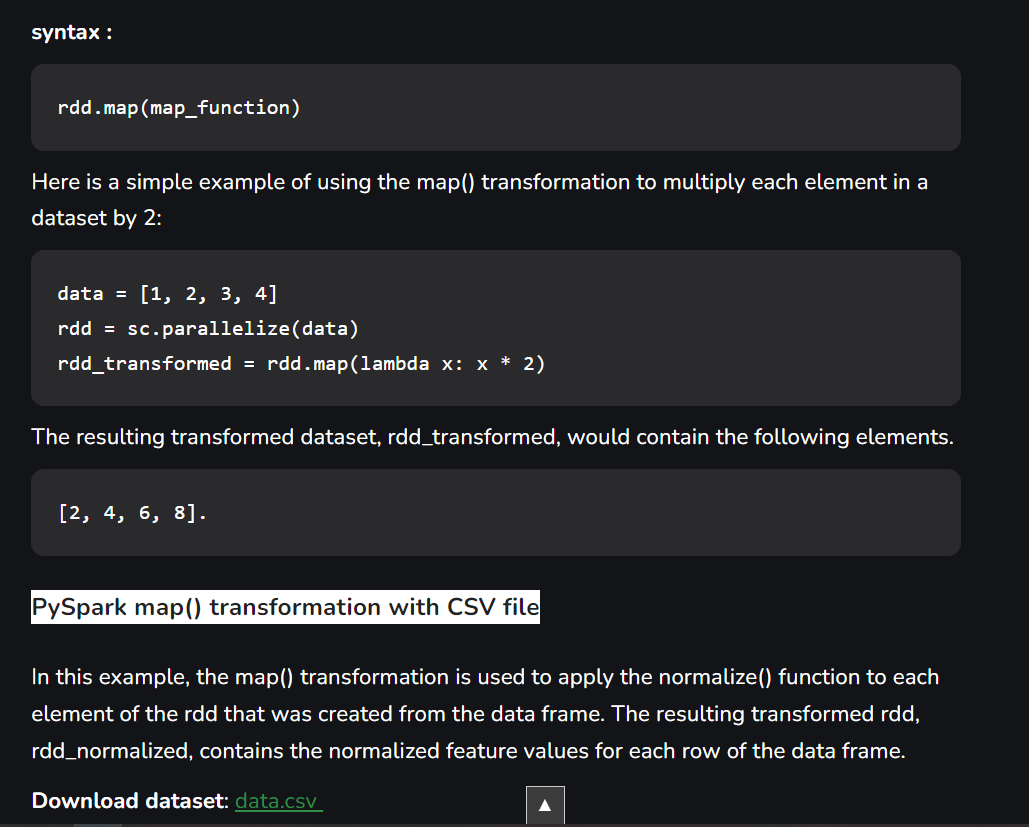 syntax :
rdd.map(map_function)
Here is a simple example of using the map() transformation to multiply each element in a
dataset by 2:
data = [1, 2, 3, 4]
rdd = sc.parallelize(data)
rdd_transformed = rdd.map(lambda x: x * 2)
The resulting transformed dataset, rdd_transformed, would contain the following elements.
[2, 4, 6, 8].
PySpark map() transformation with CSV file
In this example, the map() transformation is used to apply the normalize() function to each
element of the rdd that was created from the data frame. The resulting transformed rdd,
rdd_normalized, contains the normalized feature values for each row of the data frame.
Download dataset: data.csv